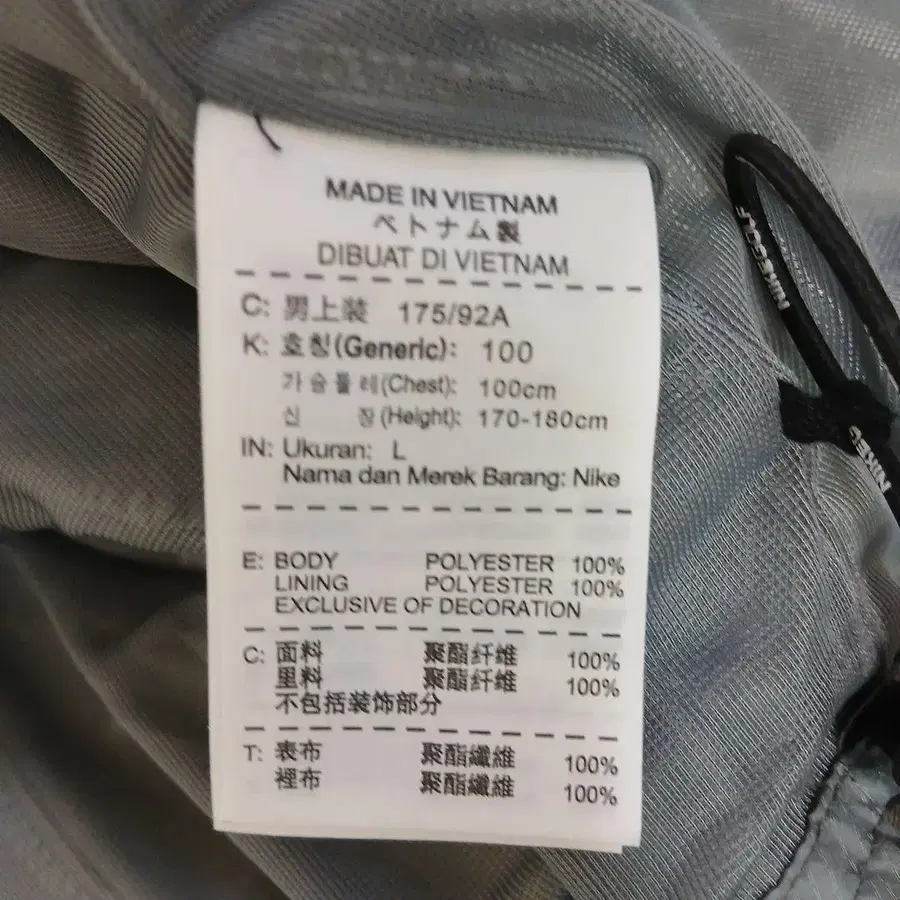 MADE IN VIETNAM
ベトナム製
DIBUAT DI VIETNAM
C: 男上装 175/92A
K: 호칭(Generic): 100
가슴둘레(Chest): 100cm
신 장(Height): 170-180cm
IN: Ukuran: L
Nama dan Merek Barang: Nike
E: BODY POLYESTER 100%
LINING POLYESTER 100%
EXCLUSIVE OF DECORATION
C: 面料 聚酯纤维 100%
里料 聚酯纤维 100%
不包括装饰部分
T: 表布 聚酯纖維 100%
裡布 聚酯纖維 100%
NIKEGOLF